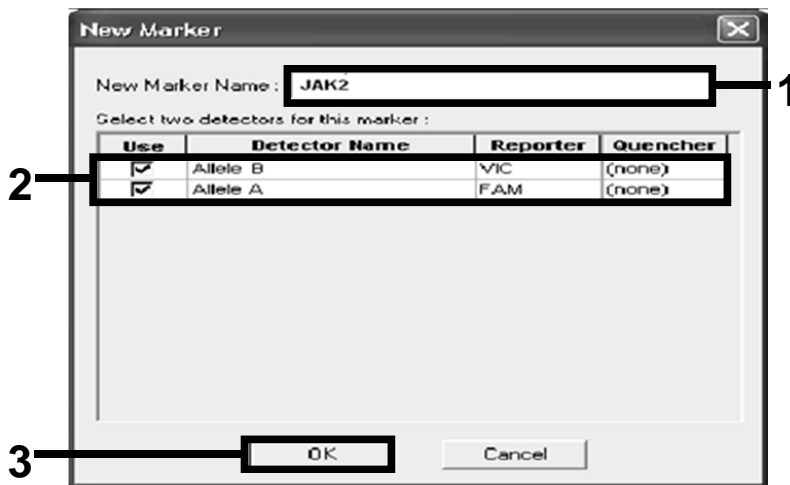 New Marker
New Marker Name : JAK2
1
Select two detectors for this marker :
Use Detector Name Reporter Quencher
2
Allele B VIC (none)
Allele A FAM (none)
3
OK Cancel